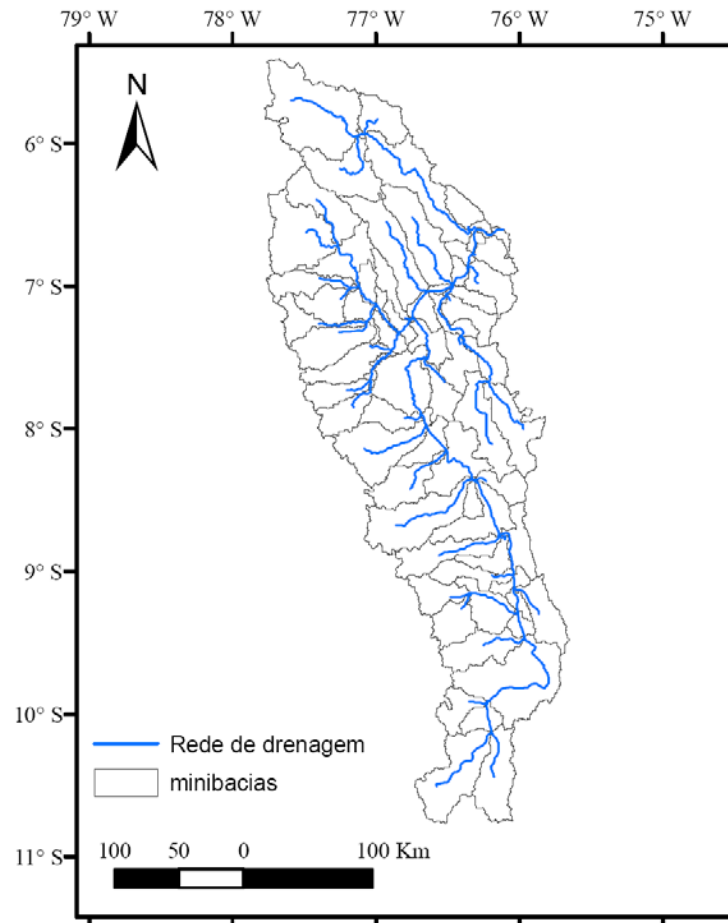 79° W 78° W 77° W 76° W 75° W
N
6° S
7° S
8° S
9° S
10° S
11° S
Rede de drenagem
minibacias
100 50 0 100 Km